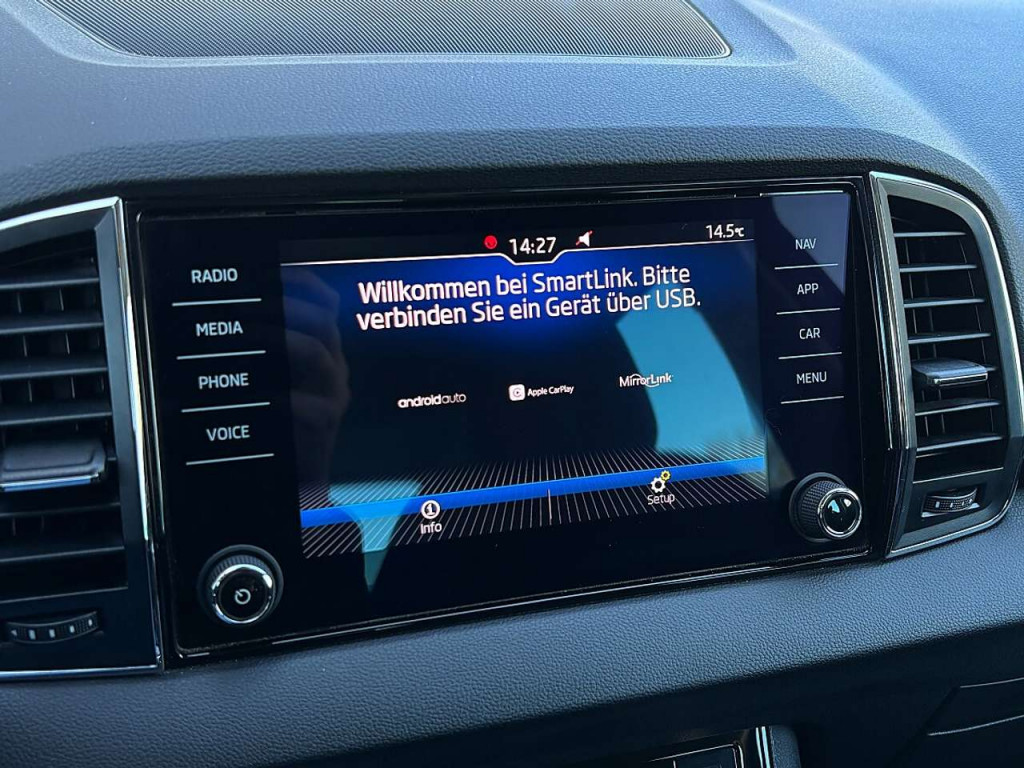 14:27
14.5°C
RADIO
MEDIA
PHONE
VOICE
Willkommen bei SmartLink. Bitte
verbinden Sie ein Gerät über USB.
androidauto
Apple CarPlay
MirrorLink
Info
Setup
NAV
APP
CAR
MENU